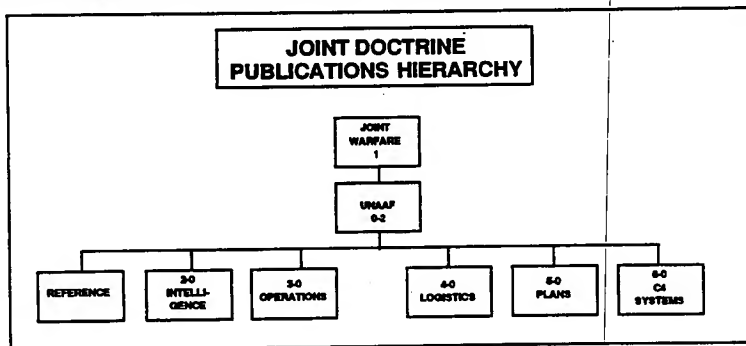 JOINT DOCTRINE
PUBLICATIONS HIERARCHY
JOINT
WARFARE
1
UNAAF
0-2
REFERENCE
2-0
INTELLI-
GENCE
3-0
OPERATIONS
4-0
LOGISTICS
5-0
PLANS
6-0
C4
SYSTEMS